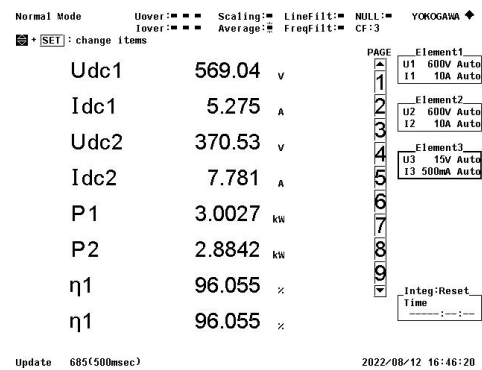 Normal Mode Uover: Scaling: LineFilt: NULL: YOKOGAWA ◆
Iover: Average: FreqFilt: CF:3
+ SET : change items
PAGE
Udc1 569.04 V
Idc1 5.275 A
Udc2 370.53 V
Idc2 7.781 A
P1 3.0027 kW
P2 2.8842 kW
η1 96.055 %
η1 96.055 %
1
2
3
4
5
6
7
8
9
Element1
U1 600V Auto
I1 10A Auto
Element2
U2 600V Auto
I2 10A Auto
Element3
U3 15V Auto
I3 500mA Auto
Integ:Reset
Time
-----:--:--
Update 685(500msec) 2022/08/12 16:46:20